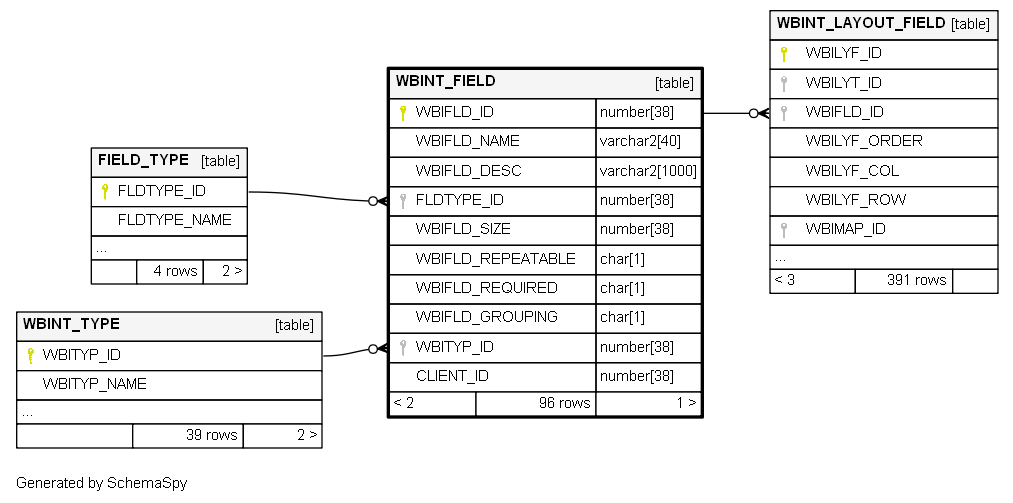 WBINT_LAYOUT_FIELD [table]
WBILYF_ID
WBILYT_ID
WBIFLD_ID
WBILYF_ORDER
WBILYF_COL
WBILYF_ROW
WBIMAP_ID
...
< 3 391 rows
WBINT_FIELD [table]
WBIFLD_ID number[38]
WBIFLD_NAME varchar2[40]
WBIFLD_DESC varchar2[1000]
FLDTYPE_ID number[38]
WBIFLD_SIZE number[38]
WBIFLD_REPEATABLE char[1]
WBIFLD_REQUIRED char[1]
WBIFLD_GROUPING char[1]
WBITYP_ID number[38]
CLIENT_ID number[38]
< 2 96 rows 1 >
FIELD_TYPE [table]
FLDTYPE_ID
FLDTYPE_NAME
...
4 rows 2 >
WBINT_TYPE [table]
WBITYP_ID
WBITYP_NAME
...
39 rows 2 >
Generated by SchemaSpy